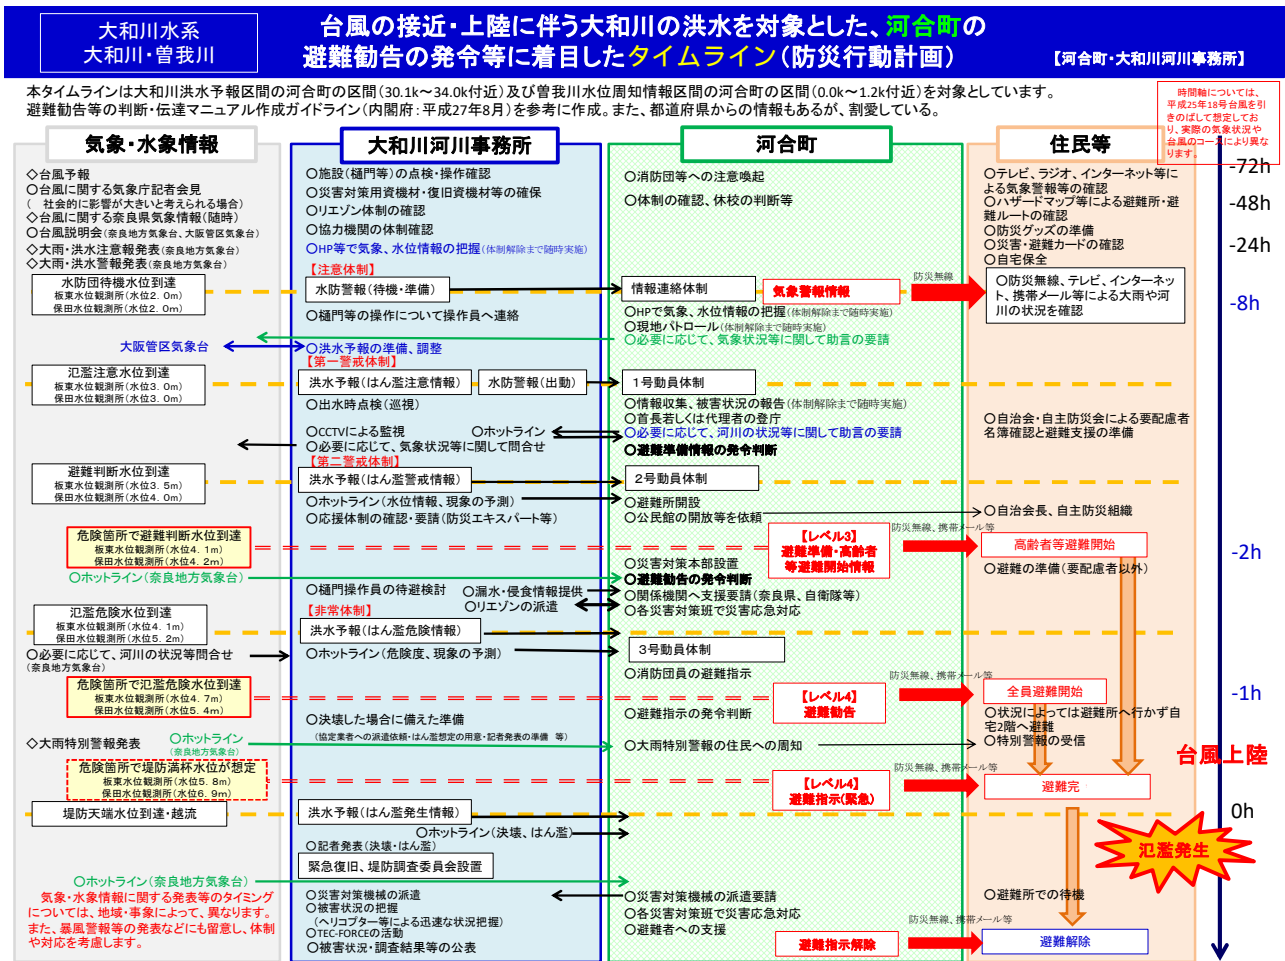 大和川水系
大和川・曽我川
台風の接近・上陸に伴う大和川の洪水を対象とした、河合町の
避難勧告の発令等に着目したタイムライン(防災行動計画)
【河合町・大和川河川事務所】
本タイムラインは大和川洪水予報区間の河合町の区間(30.1k～34.0k付近)及び曽我川水位周知情報区間の河合町の区間(0.0k～1.2k付近)を対象としています。
避難勧告等の判断・伝達マニュアル作成ガイドライン(内閣府:平成27年8月)を参考に作成。また、都道府県からの情報もあるが、割愛している。
時間軸については、
平成25年18号台風を引
きのばして想定してお
り、実際の気象状況や
台風のコースにより異な
ります。
気象・水象情報
◇台風予報
○台風に関する気象庁記者会見
( 社会的に影響が大きいと考えられる場合)
◇台風に関する奈良県気象情報(随時)
○台風説明会(奈良地方気象台、大阪管区気象台)
◇大雨・洪水注意報発表(奈良地方気象台)
◇大雨・洪水警報発表(奈良地方気象台)
水防団待機水位到達
板東水位観測所(水位2.0m)
保田水位観測所(水位2.0m)
大阪管区気象台
氾濫注意水位到達
板東水位観測所(水位3.0m)
保田水位観測所(水位3.0m)
避難判断水位到達
板東水位観測所(水位3.5m)
保田水位観測所(水位4.0m)
危険箇所で避難判断水位到達
板東水位観測所(水位4.1m)
保田水位観測所(水位4.2m)
○ホットライン(奈良地方気象台)
氾濫危険水位到達
板東水位観測所(水位4.1m)
保田水位観測所(水位5.2m)
○必要に応じて、河川の状況等問合せ
(奈良地方気象台)
危険箇所で氾濫危険水位到達
板東水位観測所(水位4.7m)
保田水位観測所(水位5.4m)
◇大雨特別警報発表
○ホットライン
(奈良地方気象台)
危険箇所で堤防満杯水位が想定
板東水位観測所(水位5.8m)
保田水位観測所(水位6.9m)
堤防天端水位到達・越流
○ホットライン(奈良地方気象台)
気象・水象情報に関する発表等のタイミング
については、地域・事象によって、異なります。
また、暴風警報等の発表などにも留意し、体制
や対応を考慮します。
大和川河川事務所
○施設(樋門等)の点検・操作確認
○災害対策用資機材・復旧資機材等の確保
○リエゾン体制の確認
○協力機関の体制確認
○HP等で気象、水位情報の把握(体制解除まで随時実施)
【注意体制】
水防警報(待機・準備)
○樋門等の操作について操作員へ連絡
○洪水予報の準備、調整
【第一警戒体制】
洪水予報(はん濫注意情報)
水防警報(出動)
○出水時点検(巡視)
○CCTVによる監視
○ホットライン
○必要に応じて、気象状況等に関して問合せ
【第二警戒体制】
洪水予報(はん濫警戒情報)
○ホットライン(水位情報、現象の予測)
○応援体制の確認・要請(防災エキスパート等)
○樋門操作員の待避検討
○漏水・侵食情報提供
○リエゾンの派遣
【非常体制】
洪水予報(はん濫危険情報)
○ホットライン(危険度、現象の予測)
○決壊した場合に備えた準備
(協定業者への派遣依頼・はん濫想定の用意・記者発表の準備 等)
洪水予報(はん濫発生情報)
○ホットライン(決壊、はん濫)
○記者発表(決壊・はん濫)
緊急復旧、堤防調査委員会設置
○災害対策機械の派遣
○被害状況の把握
(ヘリコプター等による迅速な状況把握)
○TEC-FORCEの活動
○被害状況・調査結果等の公表
河合町
○消防団等への注意喚起
○体制の確認、休校の判断等
情報連絡体制
気象警報情報
○HPで気象、水位情報の把握(体制解除まで随時実施)
○現地パトロール(体制解除まで随時実施)
○必要に応じて、気象状況等に関して助言の要請
1号動員体制
○情報収集、被害状況の報告(体制解除まで随時実施)
○首長若しくは代理者の登庁
○必要に応じて、河川の状況等に関して助言の要請
○避難準備情報の発令判断
2号動員体制
○避難所開設
○公民館の開放等を依頼
【レベル3】
避難準備・高齢者
等避難開始情報
○災害対策本部設置
○避難勧告の発令判断
○関係機関へ支援要請(奈良県、自衛隊等)
○各災害対策班で災害応急対応
3号動員体制
○消防団員の避難指示
【レベル4】
避難勧告
○避難指示の発令判断
○大雨特別警報の住民への周知
【レベル4】
避難指示(緊急)
○災害対策機械の派遣要請
○各災害対策班で災害応急対応
○避難者への支援
避難指示解除
防災無線
防災無線、携帯メール等
防災無線、携帯メール等
防災無線、携帯メール等
防災無線、携帯メール等
住民等
○テレビ、ラジオ、インターネット等に
よる気象警報等の確認
○ハザードマップ等による避難所・避
難ルートの確認
○防災グッズの準備
○災害・避難カードの確認
○自宅保全
○防災無線、テレビ、インターネッ
ト、携帯メール等による大雨や河
川の状況を確認
○自治会・自主防災会による要配慮者
名簿確認と避難支援の準備
○自治会長、自主防災組織
高齢者等避難開始
○避難の準備(要配慮者以外)
全員避難開始
○状況によっては避難所へ行かず自
宅2階へ避難
○特別警報の受信
避難完
○避難所での待機
避難解除
-72h
-48h
-24h
-8h
-2h
-1h
台風上陸
0h
氾濫発生